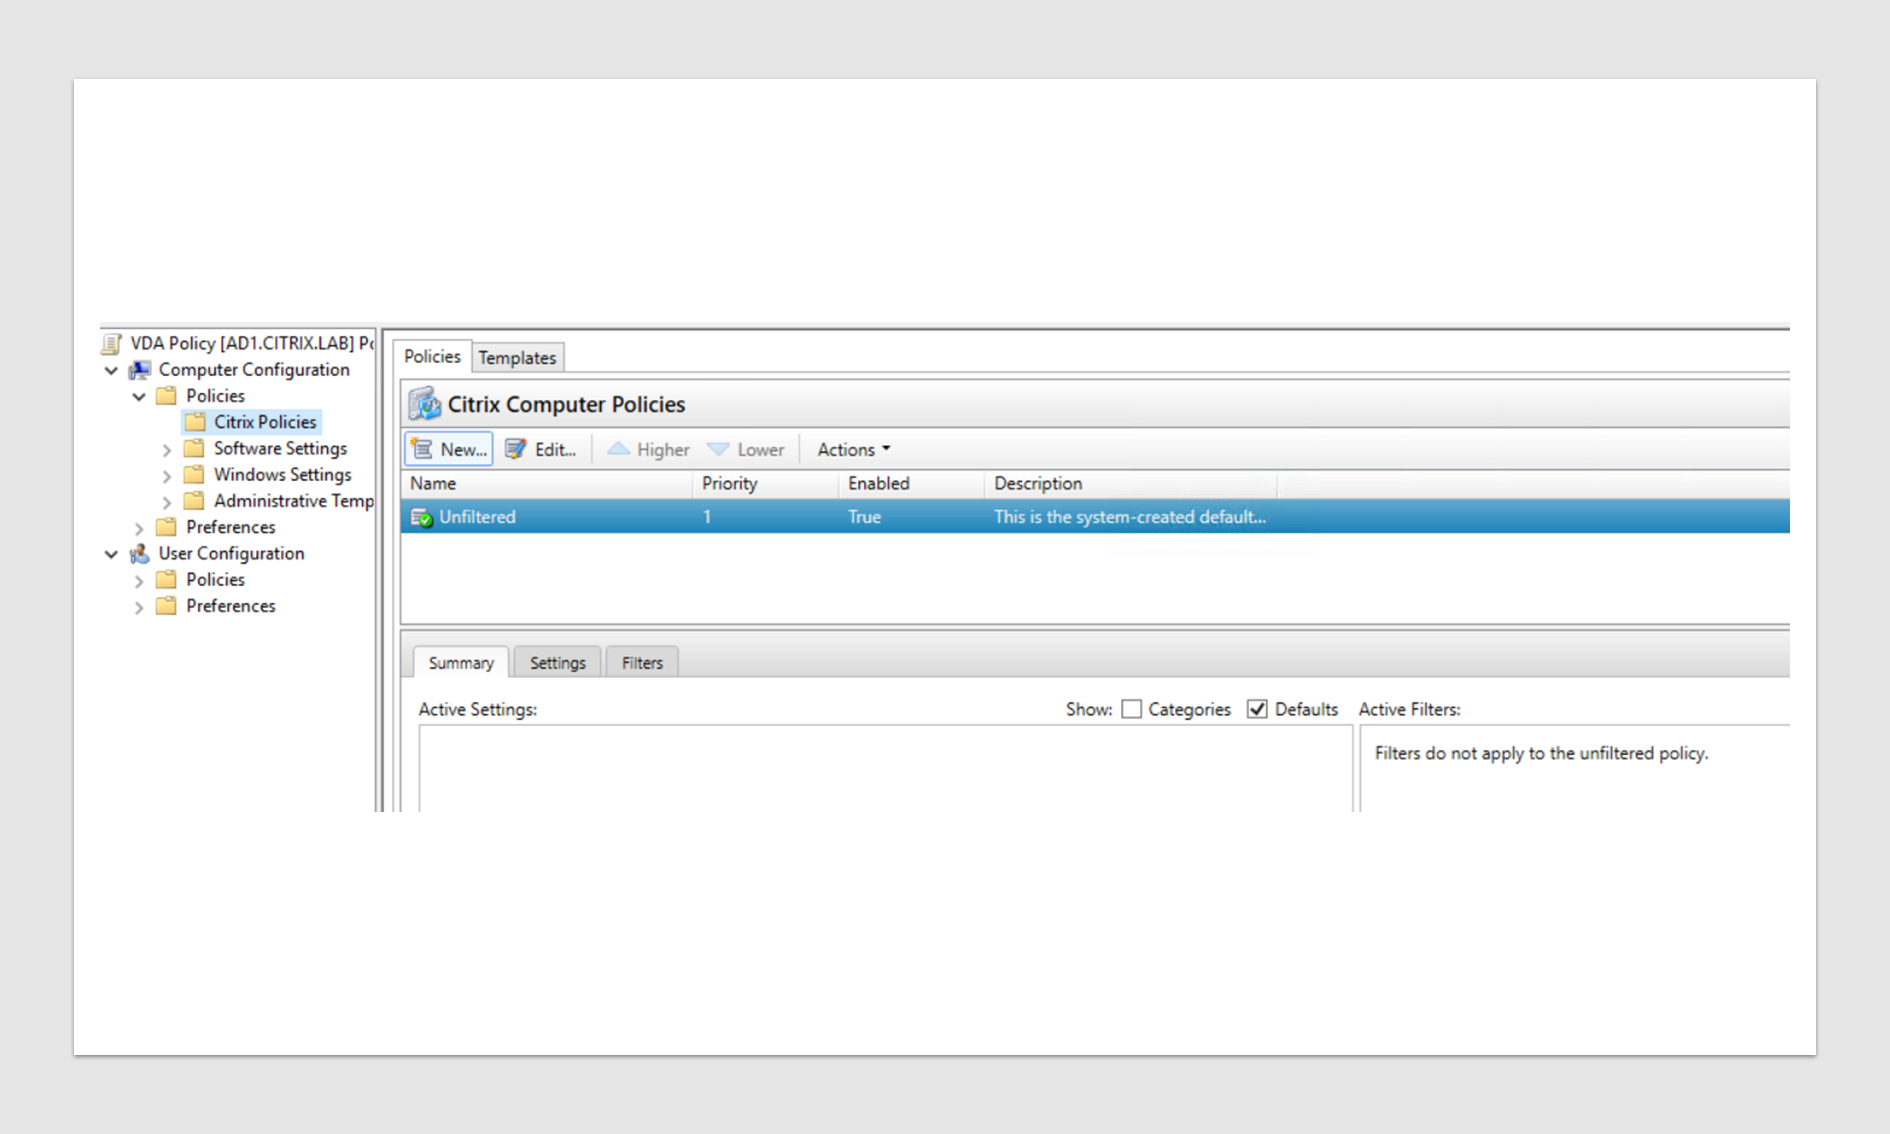 VDA Policy [AD1.CITRIX.LAB]
Computer Configuration
Policies
Citrix Policies
Software Settings
Windows Settings
Administrative Temp
Preferences
User Configuration
Policies
Preferences
Policies Templates
Citrix Computer Policies
New... Edit... Higher Lower Actions
Name Priority Enabled Description
Unfiltered 1 True This is the system-created default...
Summary Settings Filters
Active Settings: Show: Categories Defaults Active Filters:
Filters do not apply to the unfiltered policy.